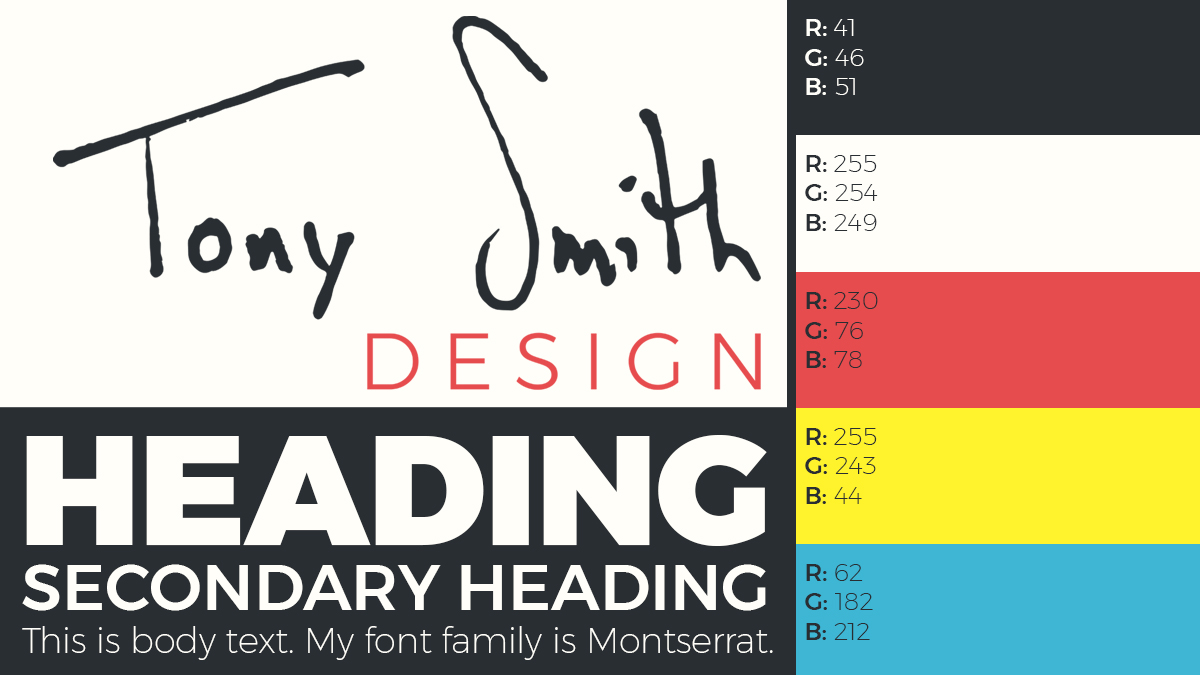 Tony Smith
DESIGN
HEADING
SECONDARY HEADING
This is body text. My font family is Montserrat.
R: 41
G: 46
B: 51
R: 255
G: 254
B: 249
R: 230
G: 76
B: 78
R: 255
G: 243
B: 44
R: 62
G: 182
B: 212